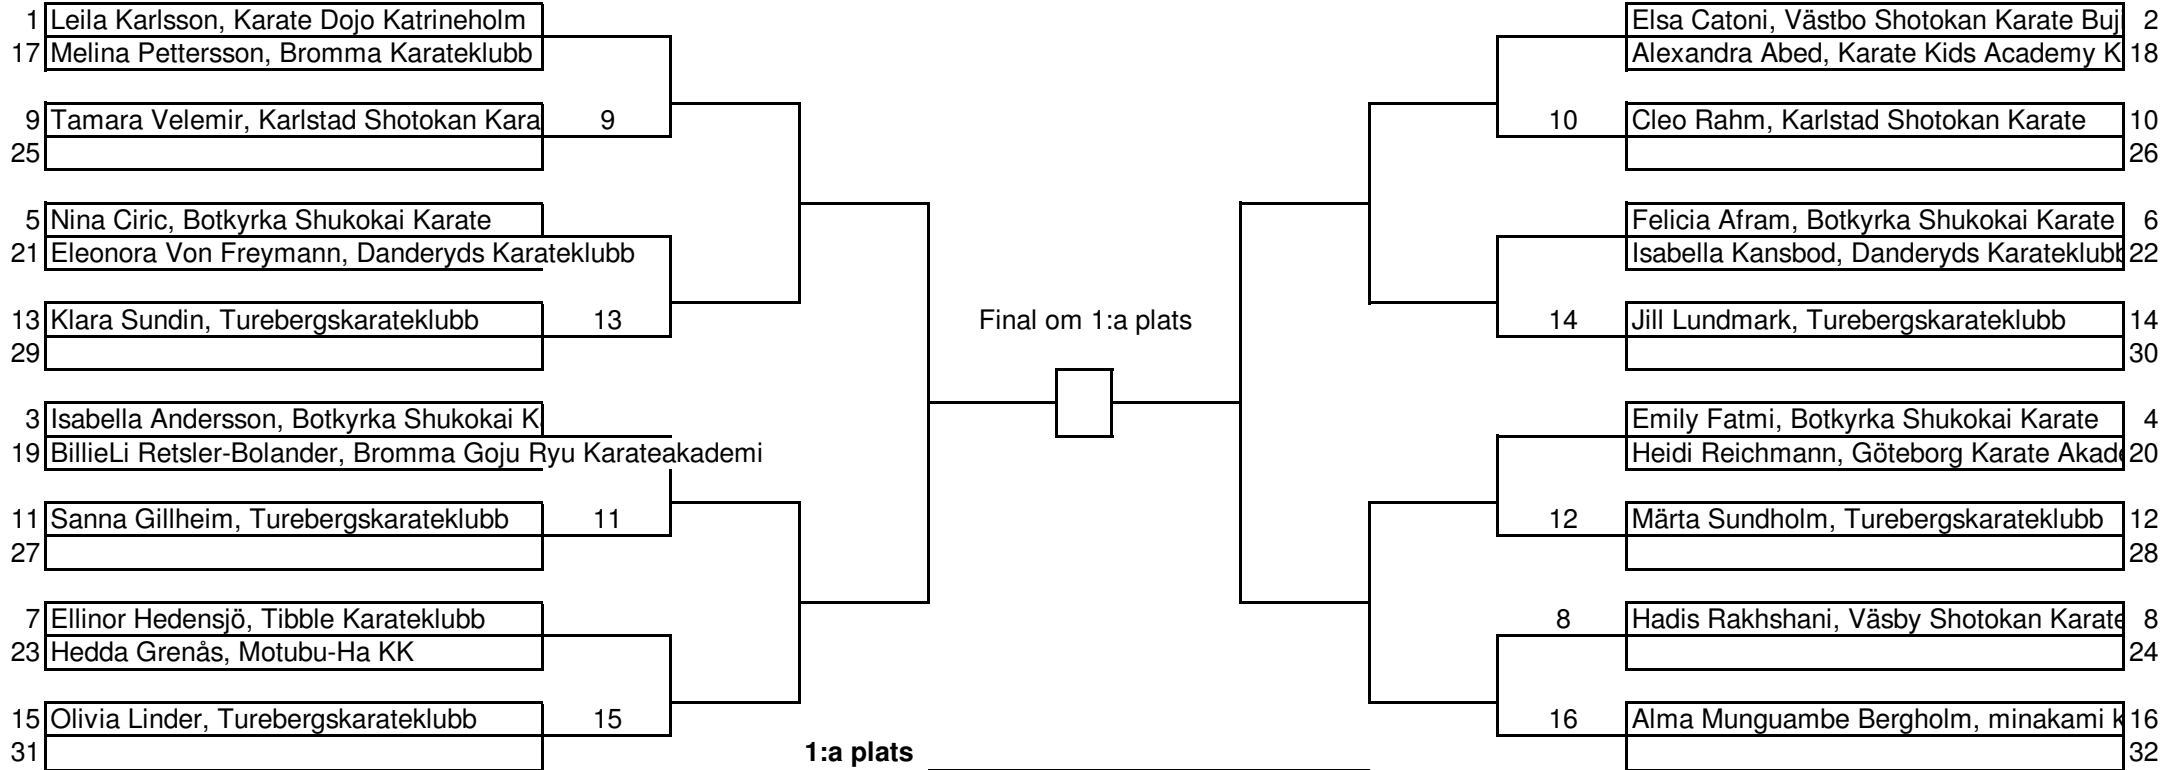 1 Leila Karlsson, Karate Dojo Katrineholm
17 Melina Pettersson, Bromma Karateklubb
9 Tamara Velemir, Karlstad Shotokan Kara 9
25
5 Nina Ciric, Botkyrka Shukokai Karate
21 Eleonora Von Freymann, Danderyds Karateklubb
13 Klara Sundin, Turebergskarateklubb 13
29
3 Isabella Andersson, Botkyrka Shukokai K
19 BillieLi Retsler-Bolander, Bromma Goju Ryu Karateakademi
11 Sanna Gillheim, Turebergskarateklubb 11
27
7 Ellinor Hedensjö, Tibble Karateklubb
23 Hedda Grenås, Motubu-Ha KK
15 Olivia Linder, Turebergskarateklubb 15
31
Final om 1:a plats
1:a plats
Elsa Catoni, Västbo Shotokan Karate Buj 2
Alexandra Abed, Karate Kids Academy K 18
10 Cleo Rahm, Karlstad Shotokan Karate 10
26
Felicia Afram, Botkyrka Shukokai Karate 6
Isabella Kansbod, Danderyds Karateklubb 22
14 Jill Lundmark, Turebergskarateklubb 14
30
Emily Fatmi, Botkyrka Shukokai Karate 4
Heidi Reichmann, Göteborg Karate Akade 20
12 Märta Sundholm, Turebergskarateklubb 12
28
8 Hadis Rakhshani, Väsby Shotokan Karate 8
24
16 Alma Munguambe Bergholm, minakami k 16
32